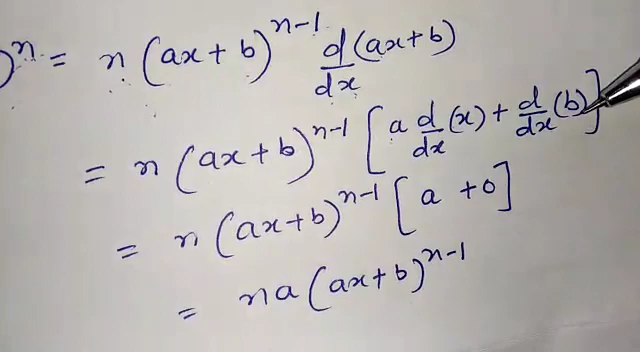 )ⁿ = n(ax+b)ⁿ⁻¹ d/dx (ax+b)
= n(ax+b)ⁿ⁻¹ [a d/dx (x) + d/dx (b)]
= n(ax+b)ⁿ⁻¹ [a + 0]
= na(ax+b)ⁿ⁻¹